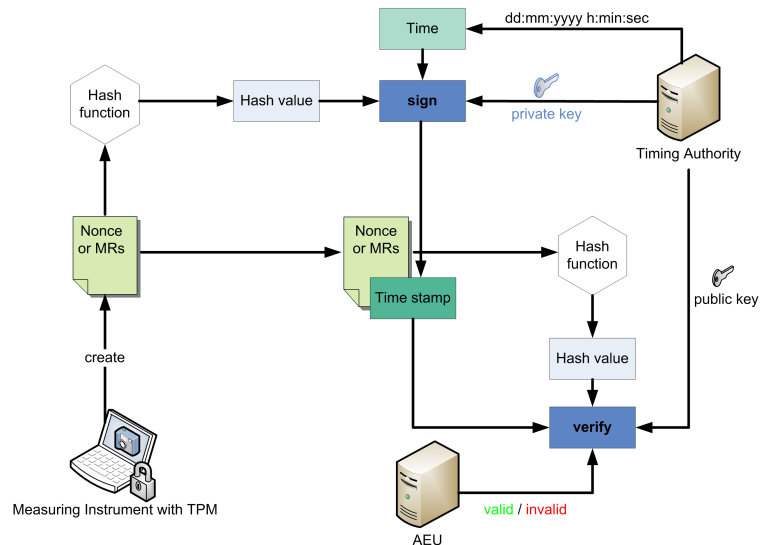 dd:mm:yyyy h:min:sec
Time
Hash
function
Hash value
sign
private key
Timing Authority
Nonce
or MRs
Nonce
or MRs
Hash
function
Time stamp
public key
create
Hash value
verify
Measuring Instrument with TPM
valid / invalid
AEU